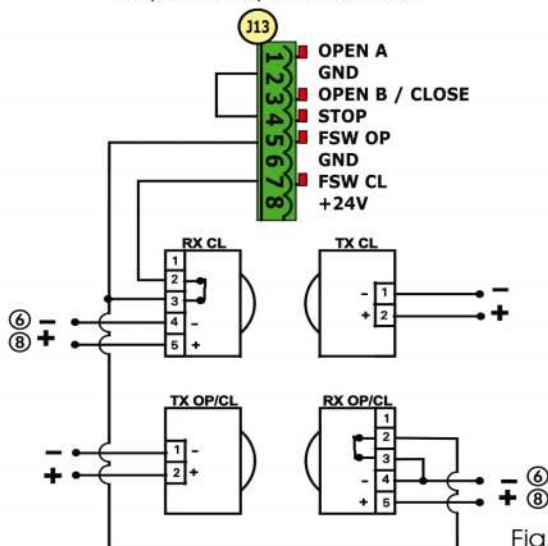 J13
1 OPEN A
2 GND
3 OPEN B / CLOSE
4 STOP
5 FSW OP
6 GND
7 FSW CL
8 +24V
RX CL
1
2
3
⑥ − 4 −
⑧ + 5 +
TX CL
- 1 −
+ 2 +
TX OP/CL
− 1 -
+ 2 +
RX OP/CL
1
2
3
- 4 − ⑥
+ 5 + ⑧
Fig